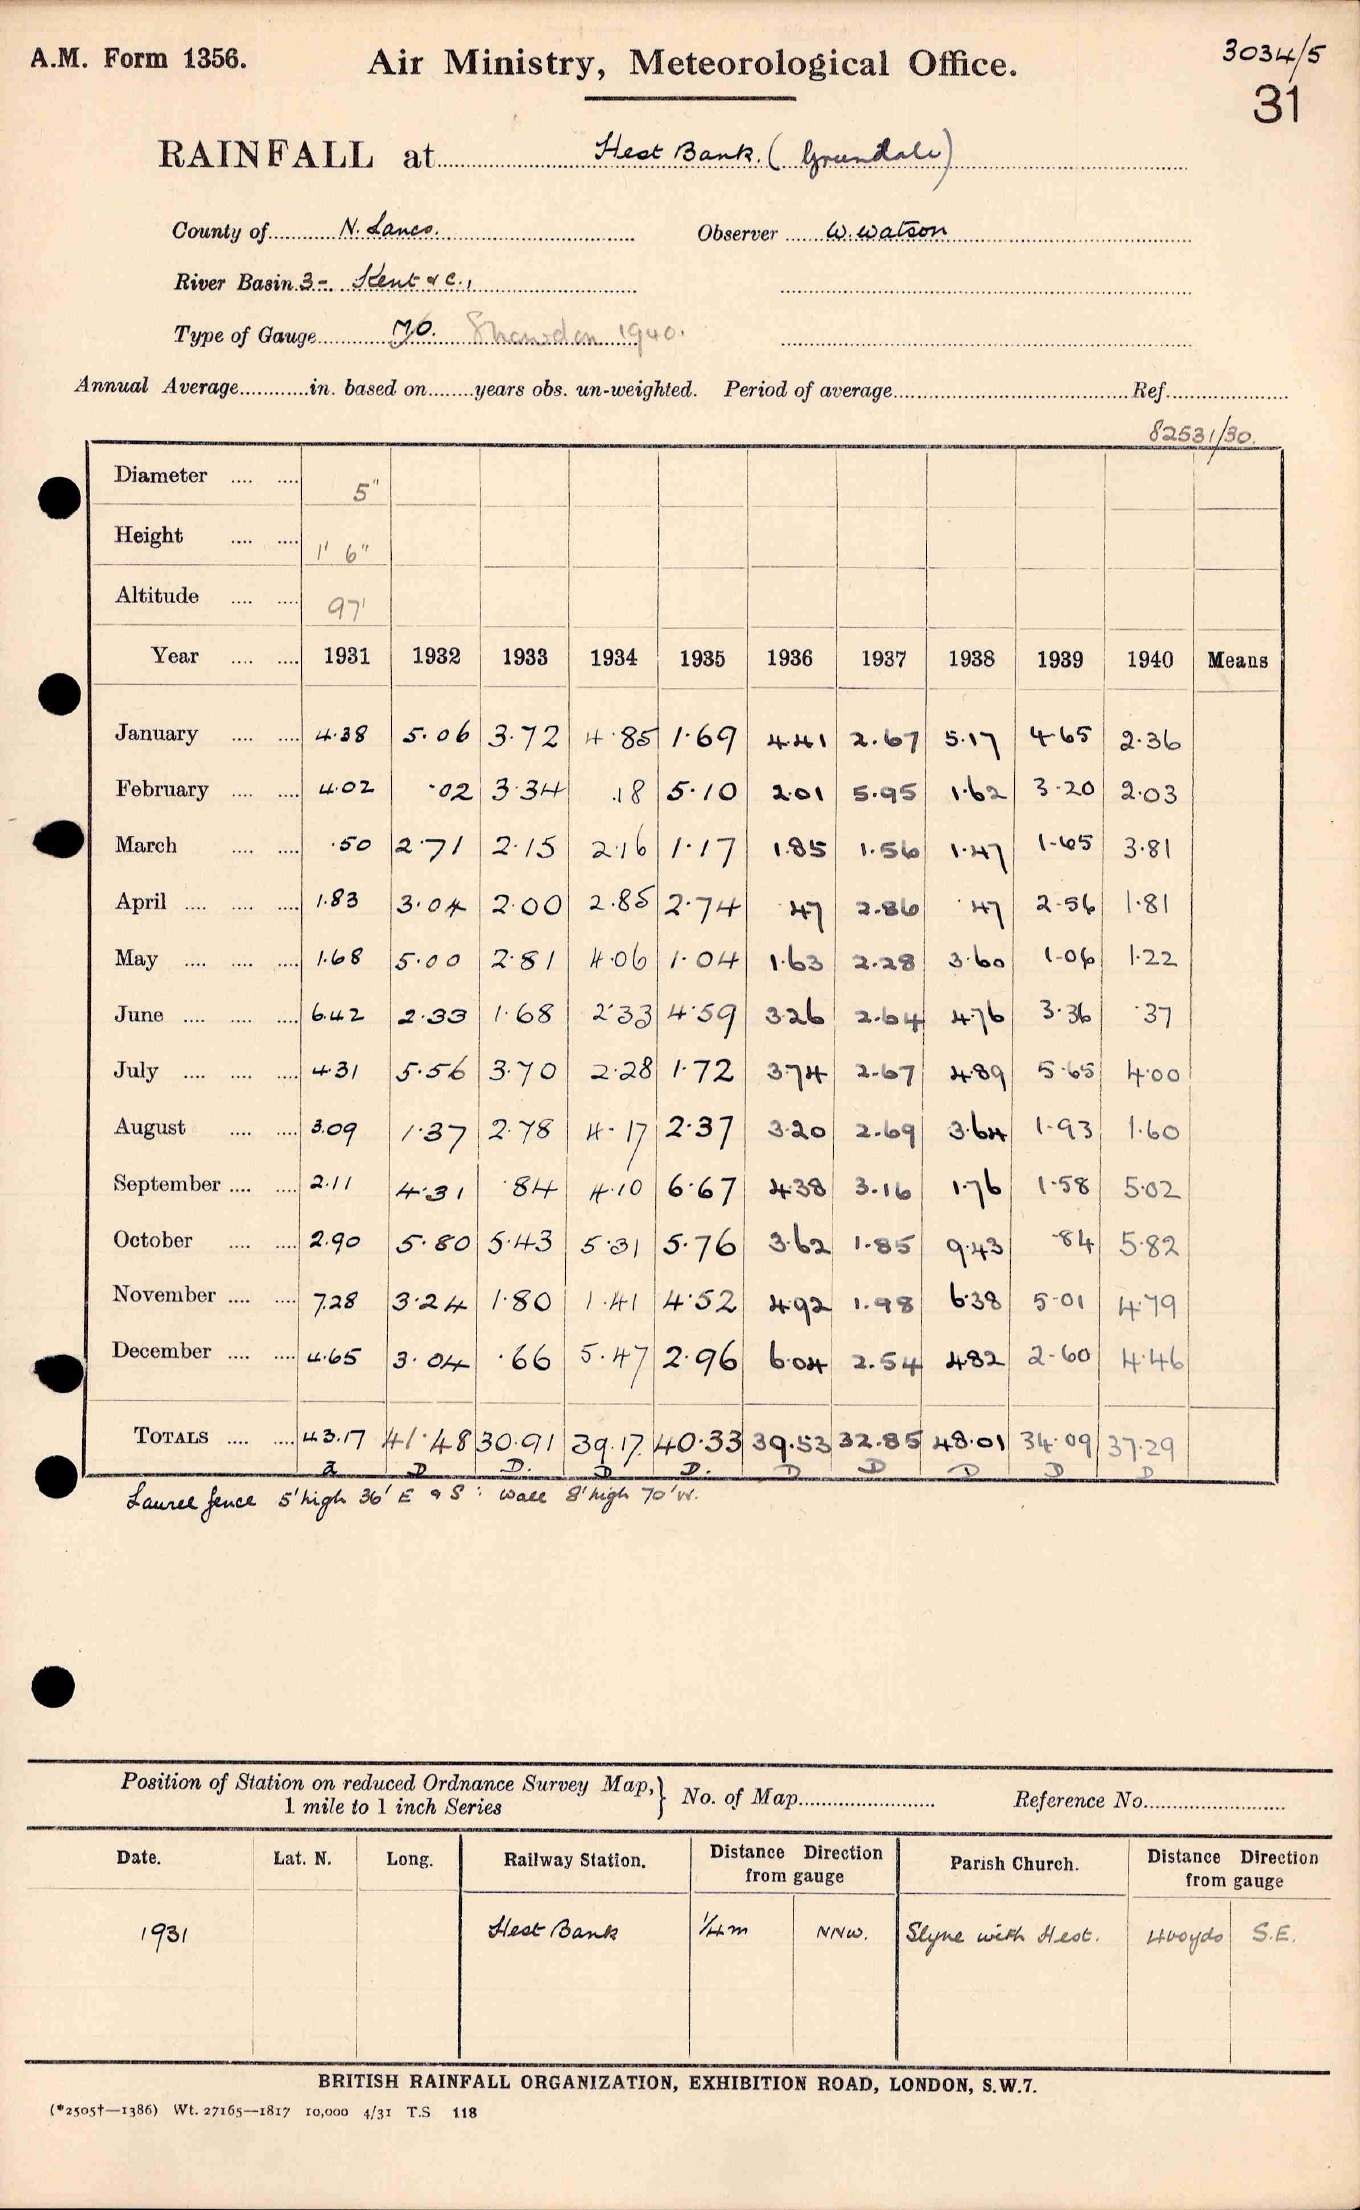 A.M. Form 1356.
Air Ministry, Meteorological Office.
3034/5
31
RAINFALL at Hest Bank. (Greendale)
County of N. Lancs. Observer W. Watson
River Basin 3-. Kent & c.,
Type of Gauge MO. Snowdon 1940.
Annual Average in. based on years obs. un-weighted. Period of average Ref.
82531/30.
Diameter 5"
Height 1' 6"
Altitude 97'
Year 1931 1932 1933 1934 1935 1936 1937 1938 1939 1940 Means
January 4.38 5.06 3.72 4.85 1.69 4.41 2.67 5.17 4.65 2.36
February 4.02 .02 3.34 .18 5.10 2.01 5.95 1.62 3.20 2.03
March .50 2.71 2.15 2.16 1.17 1.85 1.56 1.47 1.65 3.81
April 1.83 3.04 2.00 2.85 2.74 .47 2.86 .47 2.56 1.81
May 1.68 5.00 2.81 4.06 1.04 1.63 2.28 3.60 1.06 1.22
June 6.42 2.33 1.68 2.33 4.59 3.26 2.64 4.76 3.36 .37
July 4.31 5.56 3.70 2.28 1.72 3.74 2.67 4.89 5.65 4.00
August 3.09 1.37 2.78 4.17 2.37 3.20 2.69 3.64 1.93 1.60
September 2.11 4.31 .84 4.10 6.67 4.38 3.16 1.76 1.58 5.02
October 2.90 5.80 5.43 5.31 5.76 3.62 1.85 9.43 .84 5.82
November 7.28 3.24 1.80 1.41 4.52 4.92 1.98 6.38 5.01 4.79
December 4.65 3.04 .66 5.47 2.96 6.04 2.54 4.82 2.60 4.46
TOTALS 43.17 41.48 30.91 39.17 40.33 39.53 32.85 48.01 34.09 37.29
D D. D D. D D D D D
Laurel fence 5' high 36' E & S: Wall 8' high 70' W.
Position of Station on reduced Ordnance Survey Map, 1 mile to 1 inch Series } No. of Map Reference No.
Date. Lat. N. Long. Railway Station. Distance Direction from gauge Parish Church. Distance Direction from gauge
1931 Hest Bank 1/4 m NNW. Slyne with Hest. 400yds S.E.
BRITISH RAINFALL ORGANIZATION, EXHIBITION ROAD, LONDON, S.W.7.
(*2505†—1386) Wt. 27165—1817 10,000 4/31 T.S 118